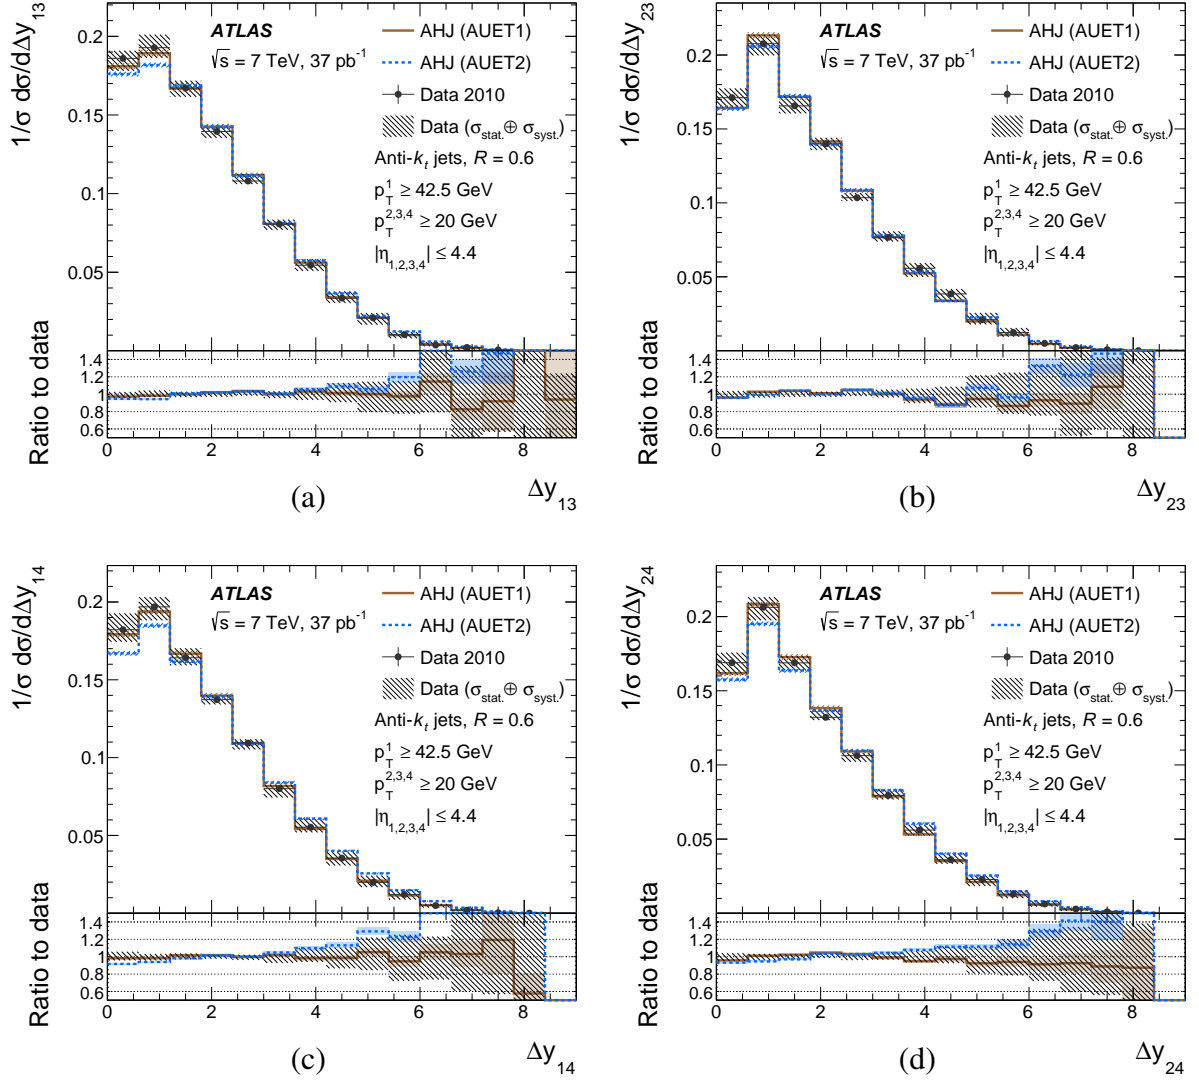 1/σ dσ/dΔy13
0.2
0.15
0.1
0.05
ATLAS
√s = 7 TeV, 37 pb-1
AHJ (AUET1)
AHJ (AUET2)
Data 2010
Data (σstat.⊕ σsyst.)
Anti-kt jets, R = 0.6
pT1 ≥ 42.5 GeV
pT2,3,4 ≥ 20 GeV
|η1,2,3,4| ≤ 4.4
Ratio to data
1.4
1.2
1
0.8
0.6
0 2 4 6 8
Δy13
(a)
1/σ dσ/dΔy23
0.2
0.15
0.1
0.05
ATLAS
√s = 7 TeV, 37 pb-1
AHJ (AUET1)
AHJ (AUET2)
Data 2010
Data (σstat.⊕ σsyst.)
Anti-kt jets, R = 0.6
pT1 ≥ 42.5 GeV
pT2,3,4 ≥ 20 GeV
|η1,2,3,4| ≤ 4.4
Ratio to data
1.4
1.2
1
0.8
0.6
0 2 4 6 8
Δy23
(b)
1/σ dσ/dΔy14
0.2
0.15
0.1
0.05
ATLAS
√s = 7 TeV, 37 pb-1
AHJ (AUET1)
AHJ (AUET2)
Data 2010
Data (σstat.⊕ σsyst.)
Anti-kt jets, R = 0.6
pT1 ≥ 42.5 GeV
pT2,3,4 ≥ 20 GeV
|η1,2,3,4| ≤ 4.4
Ratio to data
1.4
1.2
1
0.8
0.6
0 2 4 6 8
Δy14
(c)
1/σ dσ/dΔy24
0.2
0.15
0.1
0.05
ATLAS
√s = 7 TeV, 37 pb-1
AHJ (AUET1)
AHJ (AUET2)
Data 2010
Data (σstat.⊕ σsyst.)
Anti-kt jets, R = 0.6
pT1 ≥ 42.5 GeV
pT2,3,4 ≥ 20 GeV
|η1,2,3,4| ≤ 4.4
Ratio to data
1.4
1.2
1
0.8
0.6
0 2 4 6 8
Δy24
(d)